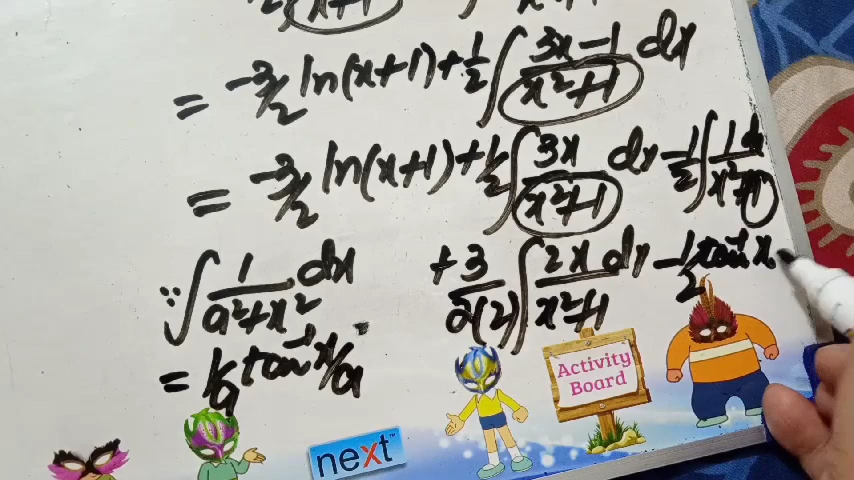 = -3/2 ln(x+1) + 1/2 ∫ 3x-1/x²+1 dx
= -3/2 ln(x+1) + 1/2 ∫ 3x/x²+1 dx - 1/2 ∫ 1 dx/x²+1
∵ ∫ 1/a²+x² dx + 3/2(2) ∫ 2x/x²+1 dx - 1/2 tan⁻¹x
= 1/a tan⁻¹ x/a
Activity
Board
next™